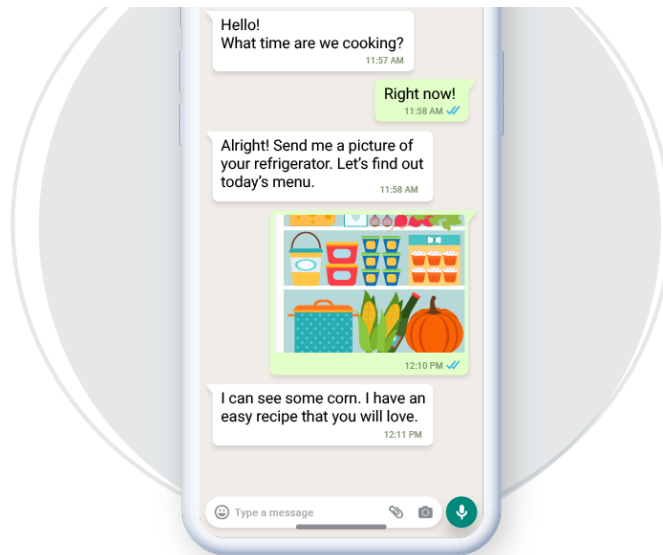 Hello!
What time are we cooking?
11:57 AM
Right now!
11:58 AM
Alright! Send me a picture of
your refrigerator. Let’s find out
today’s menu.
11:58 AM
12:10 PM
I can see some corn. I have an
easy recipe that you will love.
12:11 PM
Type a message